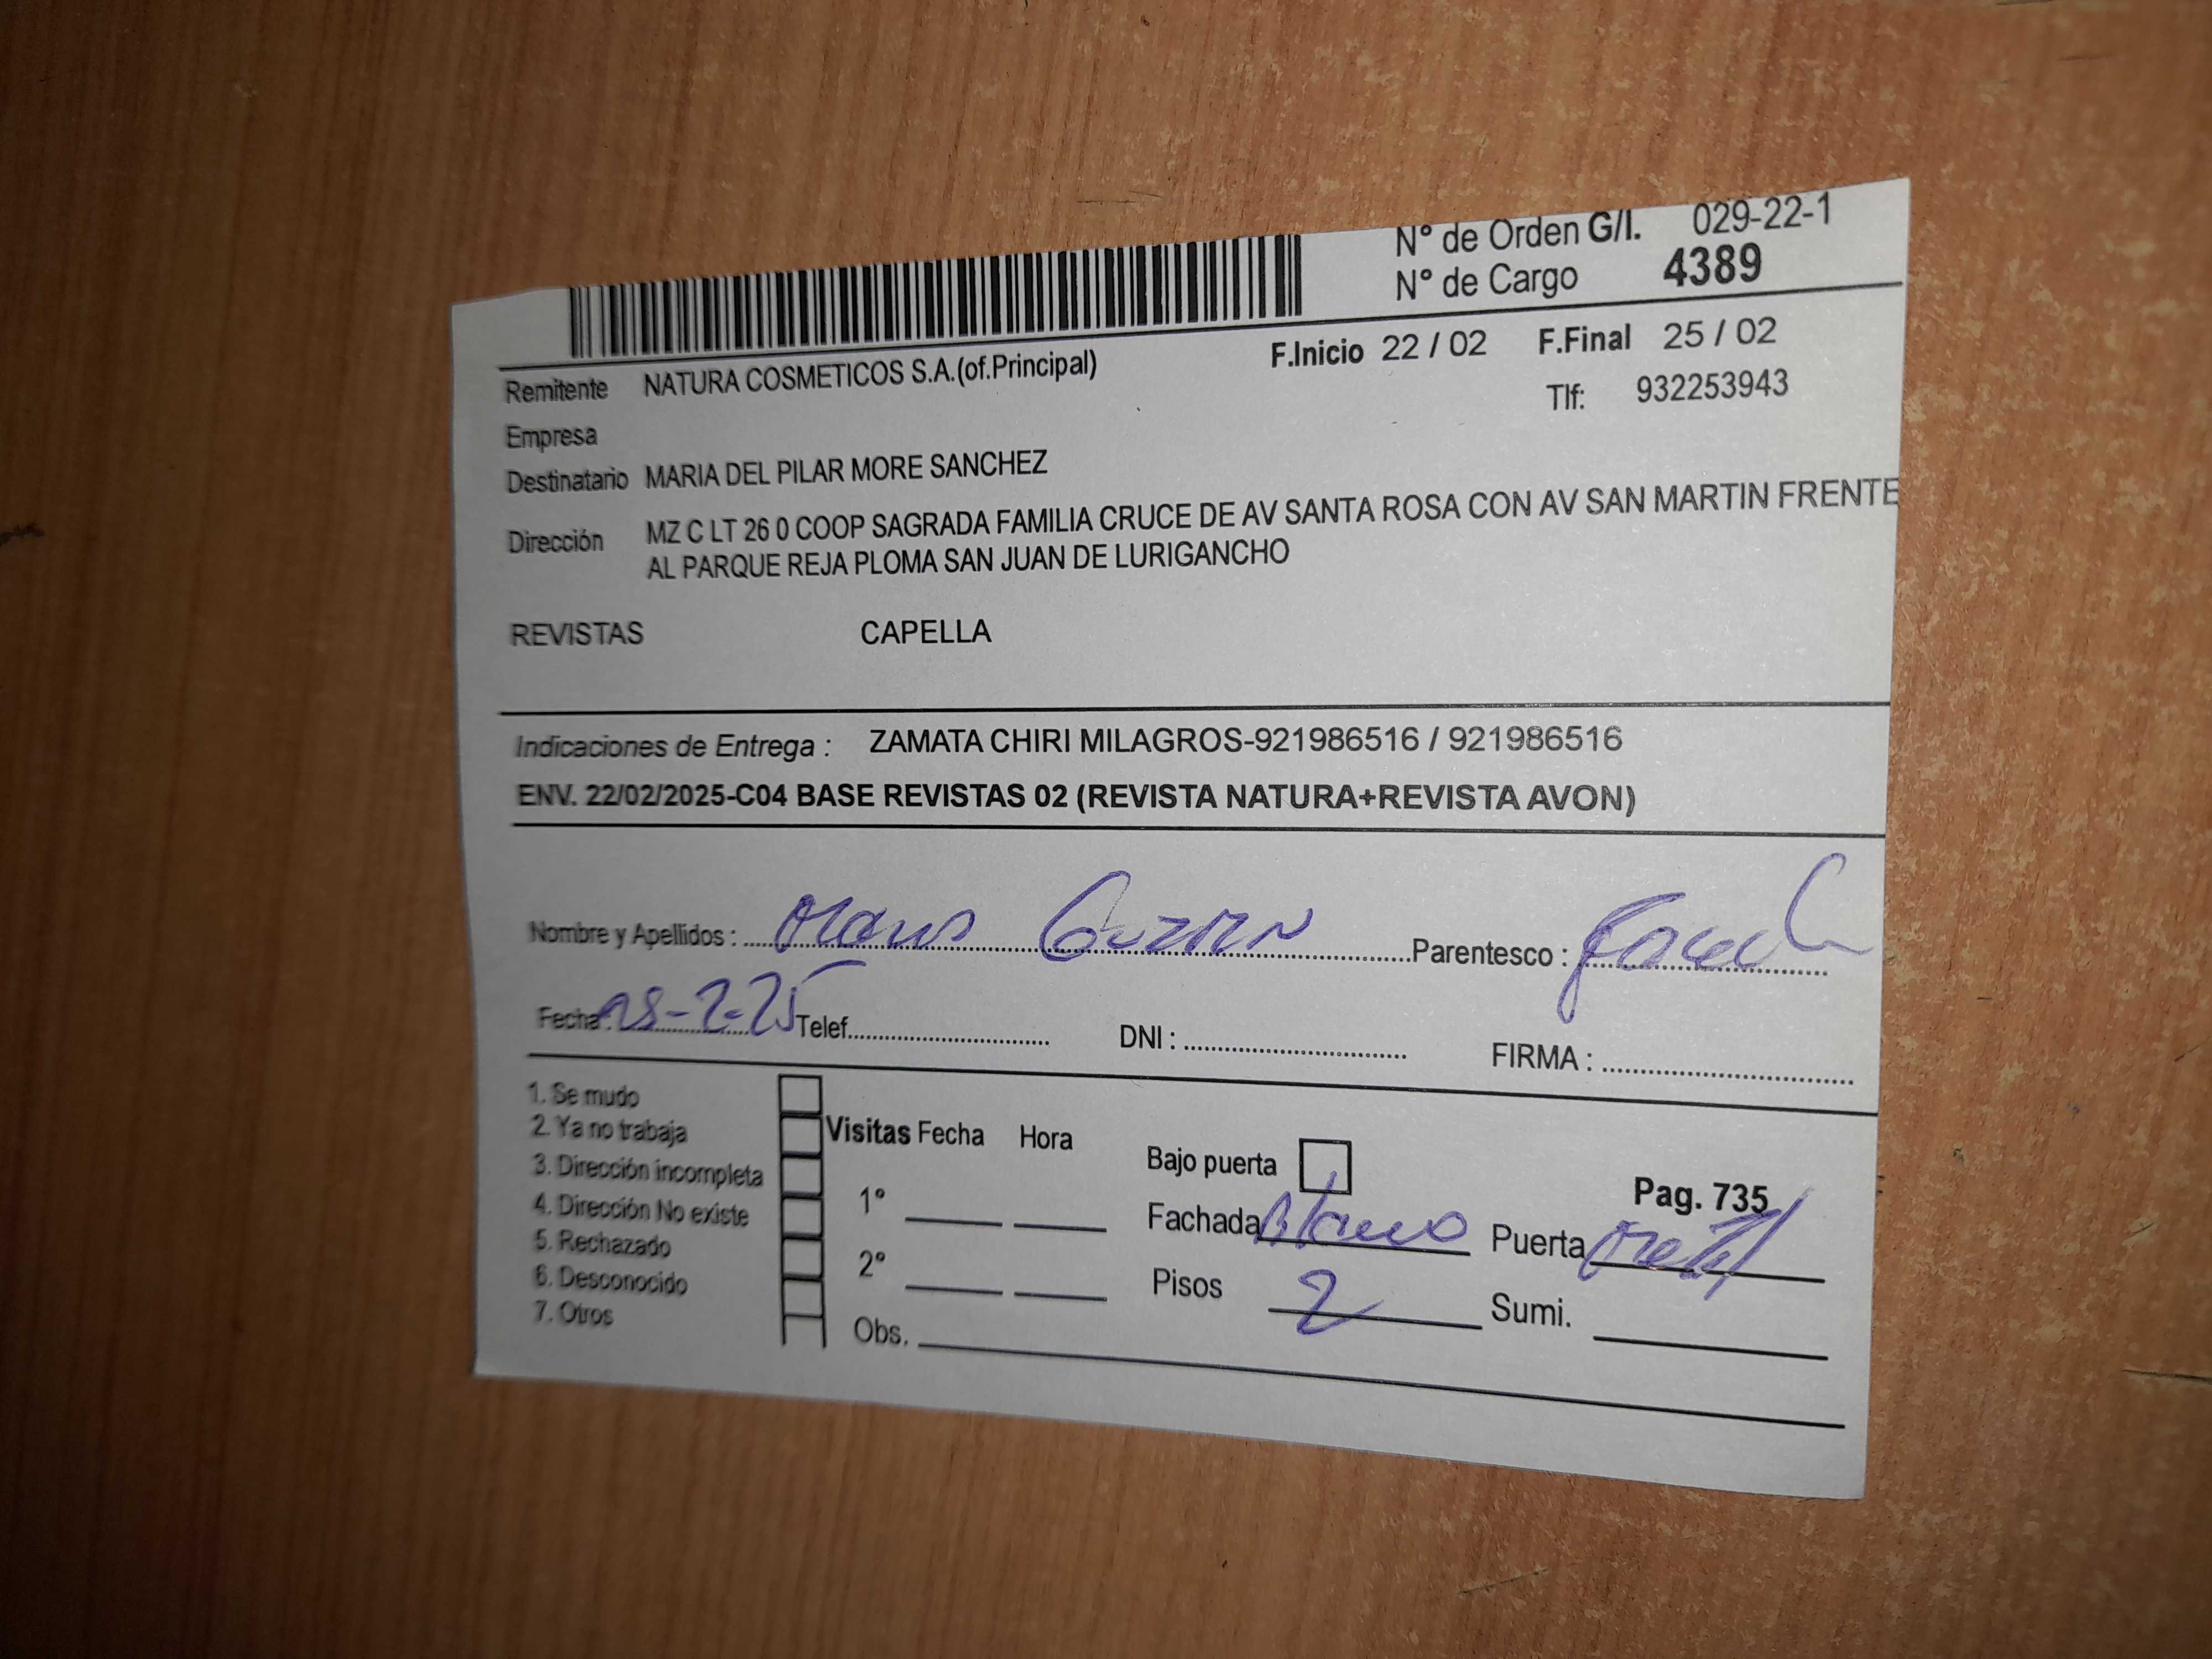 N° de Orden G/I. 029-22-1
N° de Cargo 4389
F.Inicio 22 / 02 F.Final 25 / 02
Remitente NATURA COSMETICOS S.A.(of.Principal)
Tlf: 932253943
Empresa
Destinatario MARIA DEL PILAR MORE SANCHEZ
Dirección MZ C LT 26 0 COOP SAGRADA FAMILIA CRUCE DE AV SANTA ROSA CON AV SAN MARTIN FRENTE
AL PARQUE REJA PLOMA SAN JUAN DE LURIGANCHO
REVISTAS CAPELLA
Indicaciones de Entrega : ZAMATA CHIRI MILAGROS-921986516 / 921986516
ENV. 22/02/2025-C04 BASE REVISTAS 02 (REVISTA NATURA+REVISTA AVON)
Nombre y Apellidos : Parentesco :
Fecha : Telef. DNI : FIRMA :
1. Se mudo
2. Ya no trabaja
3. Dirección incompleta
4. Dirección No existe
5. Rechazado
6. Desconocido
7. Otros
Visitas Fecha Hora
1°
2°
Obs.
Bajo puerta
Pag. 735
Fachada Blanco Puerta
Pisos 2 Sumi.